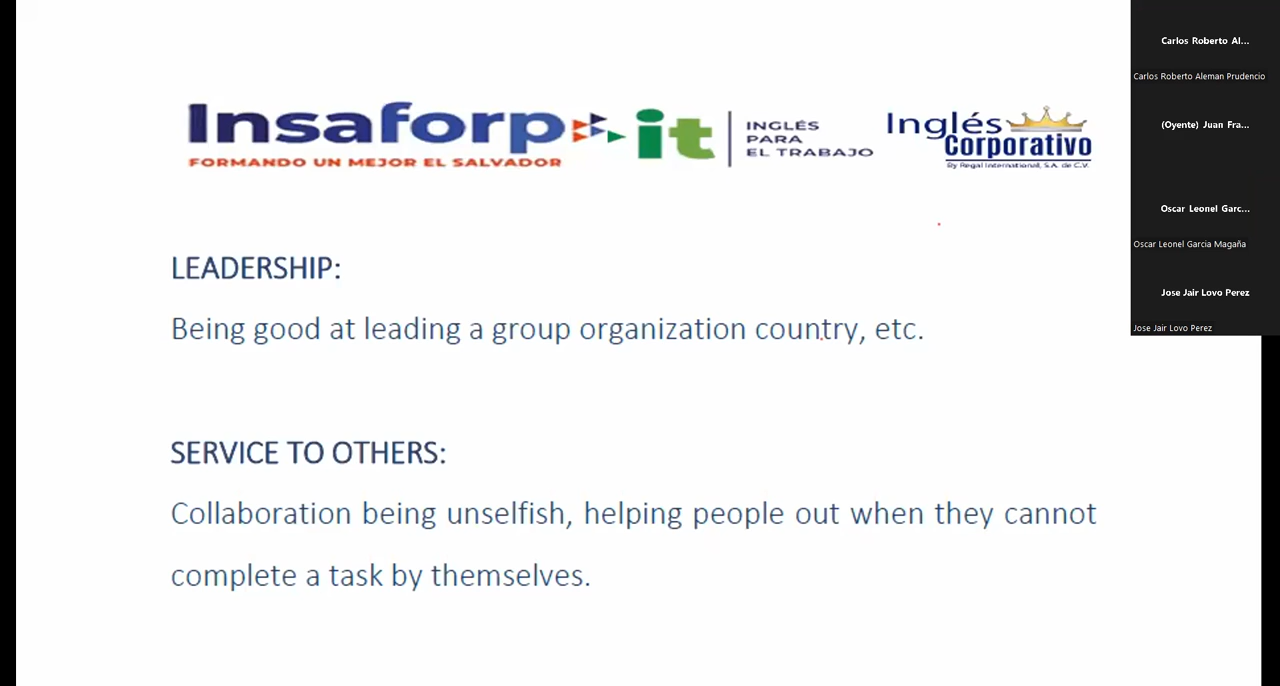 Insaforp it
FORMANDO UN MEJOR EL SALVADOR
INGLÉS
PARA
EL TRABAJO
Inglés
Corporativo
By Regal International, S.A. de C.V.
LEADERSHIP:
Being good at leading a group organization country, etc.
SERVICE TO OTHERS:
Collaboration being unselfish, helping people out when they cannot
complete a task by themselves.
Carlos Roberto Al...
Carlos Roberto Aleman Prudencio
(Oyente) Juan Fra...
Oscar Leonel Garc...
Oscar Leonel Garcia Magaña
Jose Jair Lovo Perez
Jose Jair Lovo Perez